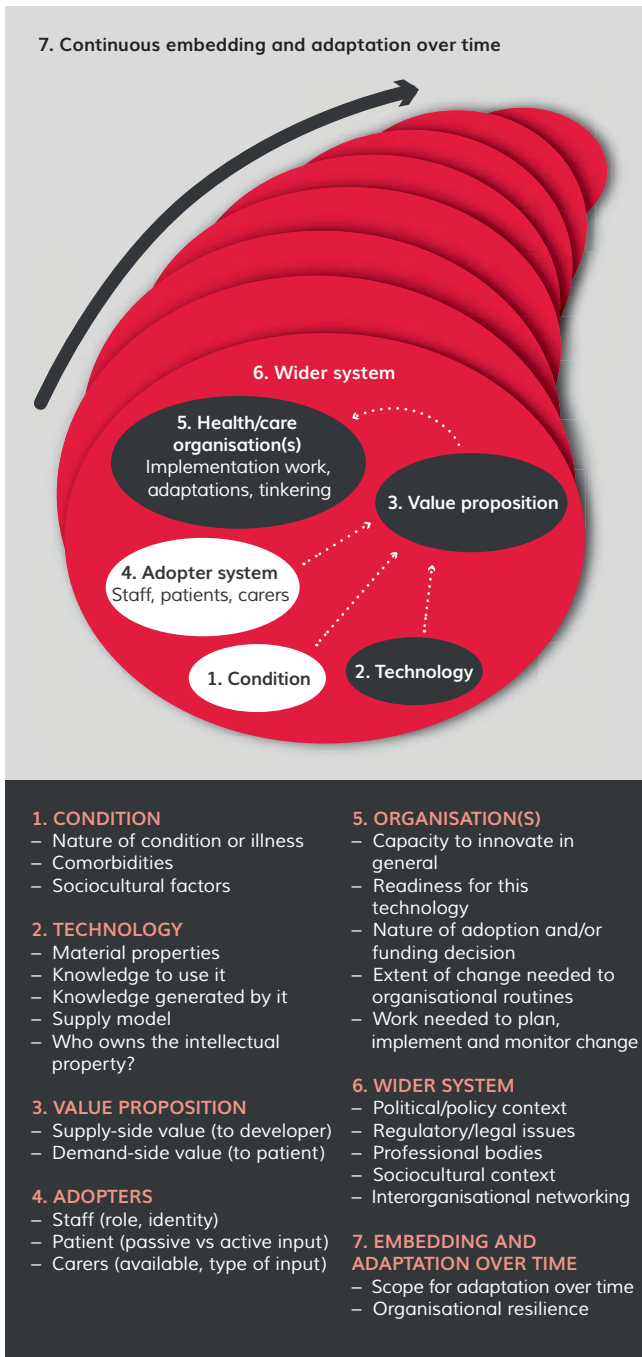 7. Continuous embedding and adaptation over time
6. Wider system
5. Health/care
organisation(s)
Implementation work,
adaptations, tinkering
3. Value proposition
4. Adopter system
Staff, patients, carers
1. Condition
2. Technology
1. CONDITION
– Nature of condition or illness
– Comorbidities
– Sociocultural factors
2. TECHNOLOGY
– Material properties
– Knowledge to use it
– Knowledge generated by it
– Supply model
– Who owns the intellectual
property?
3. VALUE PROPOSITION
– Supply-side value (to developer)
– Demand-side value (to patient)
4. ADOPTERS
– Staff (role, identity)
– Patient (passive vs active input)
– Carers (available, type of input)
5. ORGANISATION(S)
– Capacity to innovate in
general
– Readiness for this
technology
– Nature of adoption and/or
funding decision
– Extent of change needed to
organisational routines
– Work needed to plan,
implement and monitor change
6. WIDER SYSTEM
– Political/policy context
– Regulatory/legal issues
– Professional bodies
– Sociocultural context
– Interorganisational networking
7. EMBEDDING AND
ADAPTATION OVER TIME
– Scope for adaptation over time
– Organisational resilience